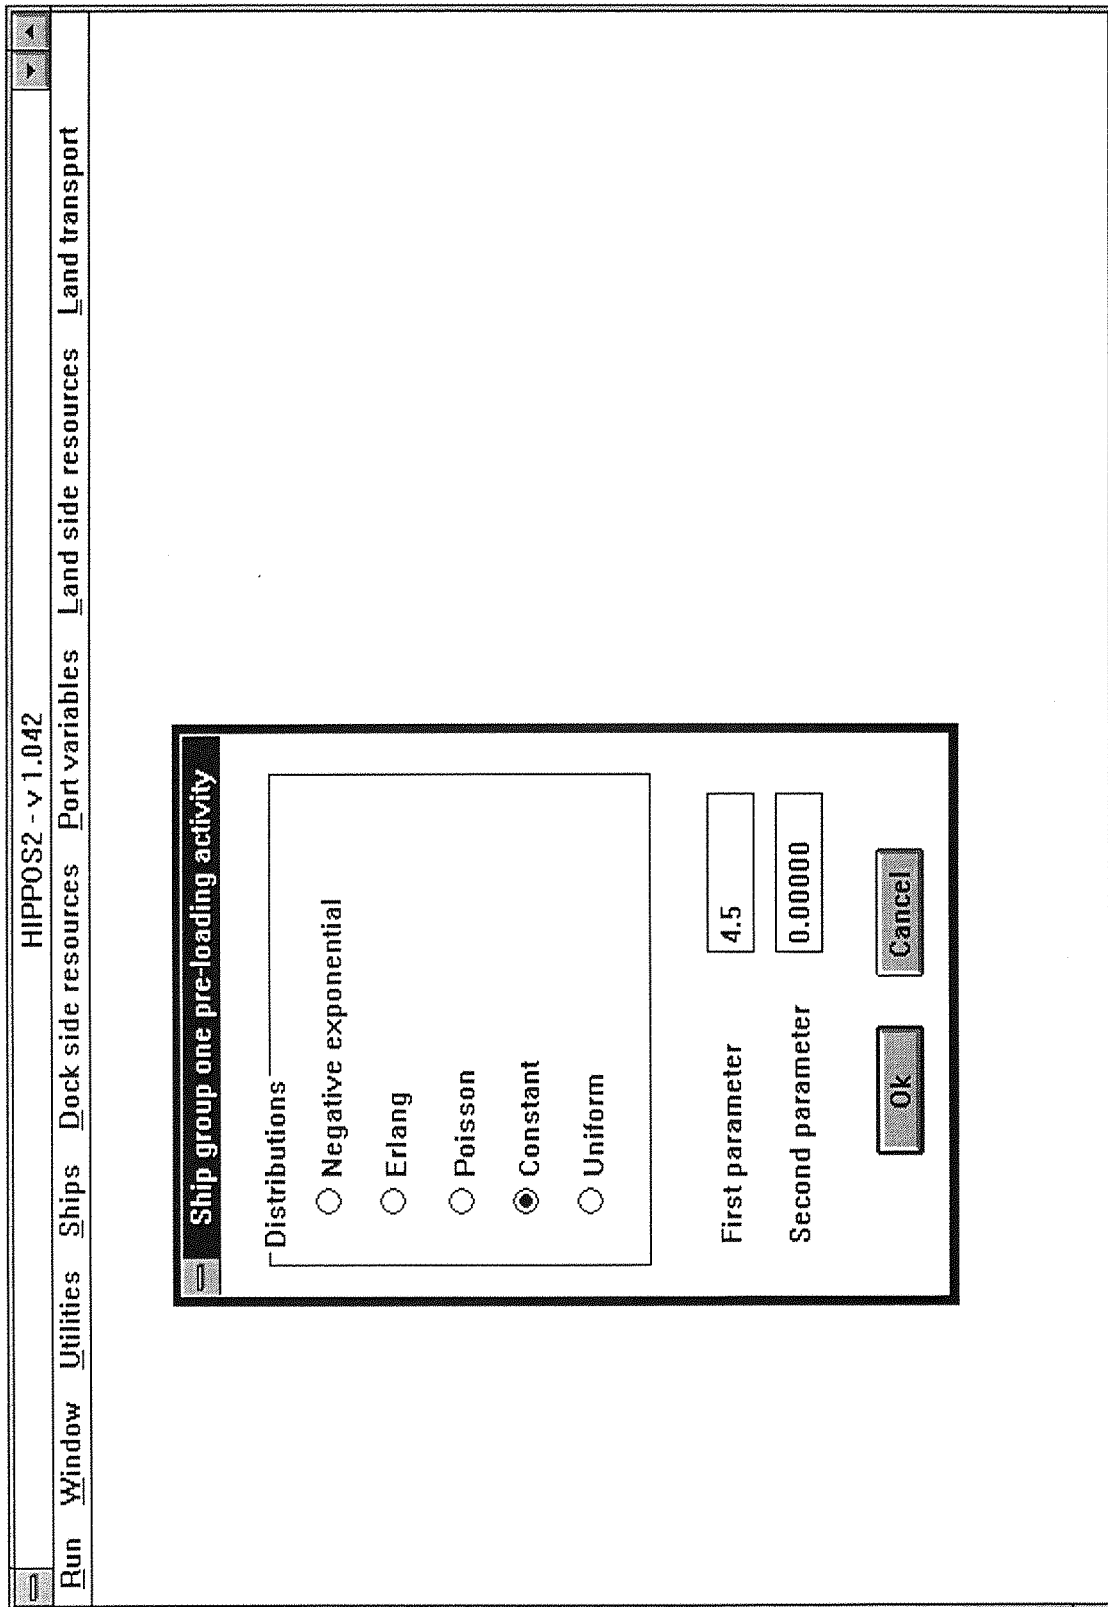 HIPPOS2 - v 1.042
Run Window Utilities Ships Dock side resources Port variables Land side resources Land transport
Ship group one pre-loading activity
Distributions
Negative exponential
Erlang
Poisson
Constant
Uniform
First parameter 4.5
Second parameter 0.00000
Ok Cancel